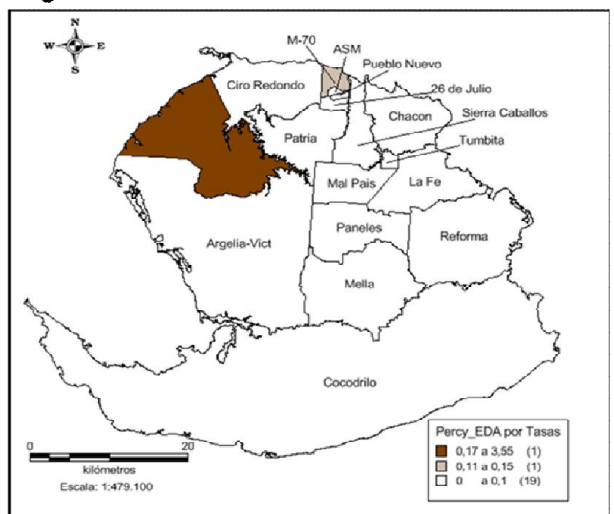 N
W E
S
M-70
ASM
Pueblo Nuevo
Ciro Redondo
26 de Julio
Chacon
Sierra Caballos
Patria
Tumbita
Mal Pais
La Fe
Paneles
Argelia-Vict
Reforma
Mella
Cocodrilo
Percy_EDA por Tasas
0,17 a 3,55 (1)
0,11 a 0,15 (1)
0 a 0,1 (19)
0 20
kilómetros
Escala: 1:479.100